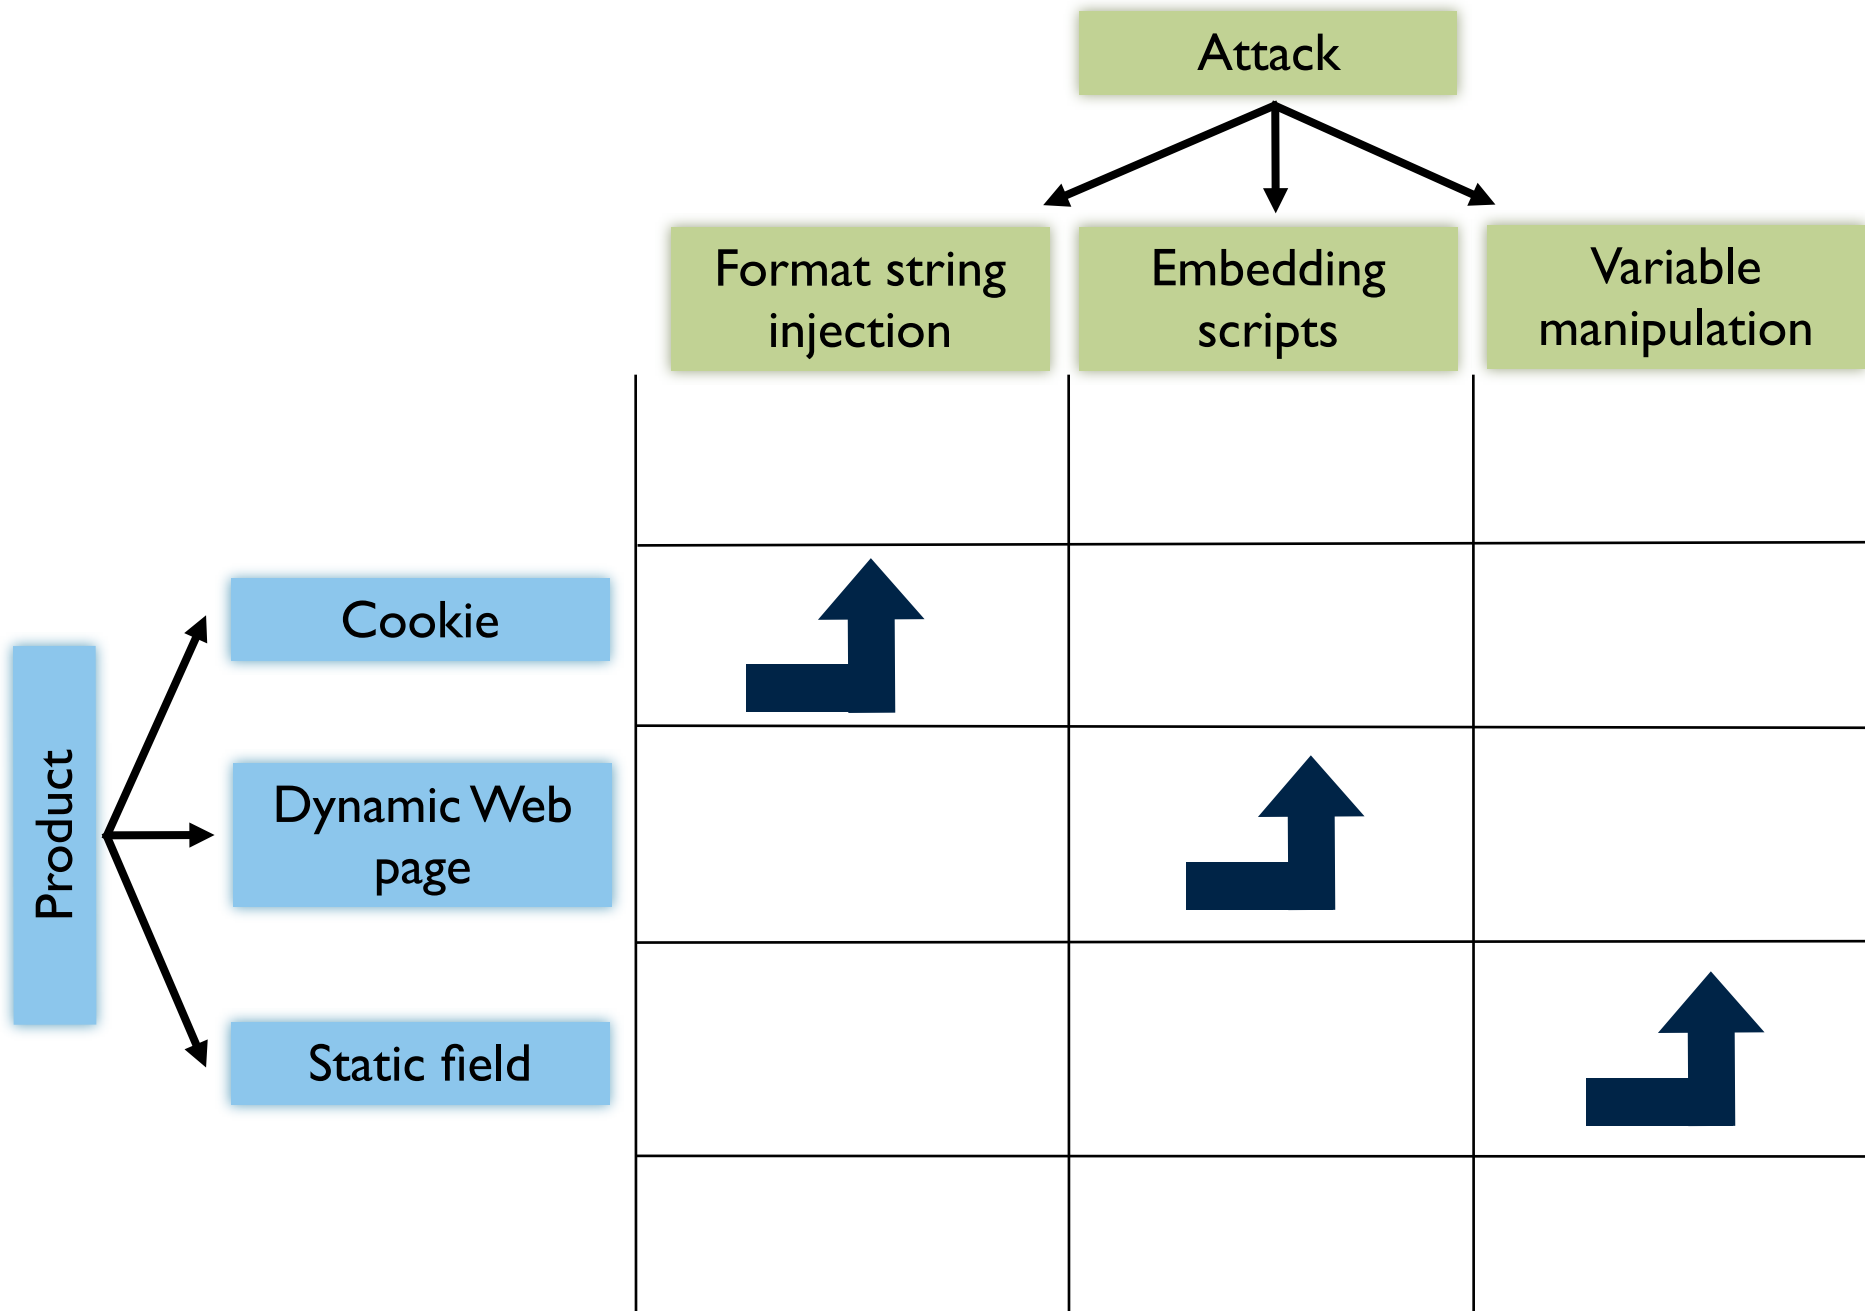 Attack
Format string
injection
Embedding
scripts
Variable
manipulation
Product
Cookie
Dynamic Web
page
Static field